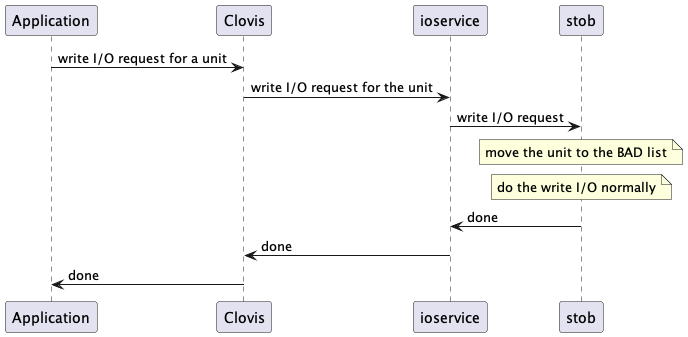 Application
Clovis
ioservice
stob
write I/O request for a unit
write I/O request for the unit
write I/O request
move the unit to the BAD list
do the write I/O normally
done
done
done
Application
Clovis
ioservice
stob